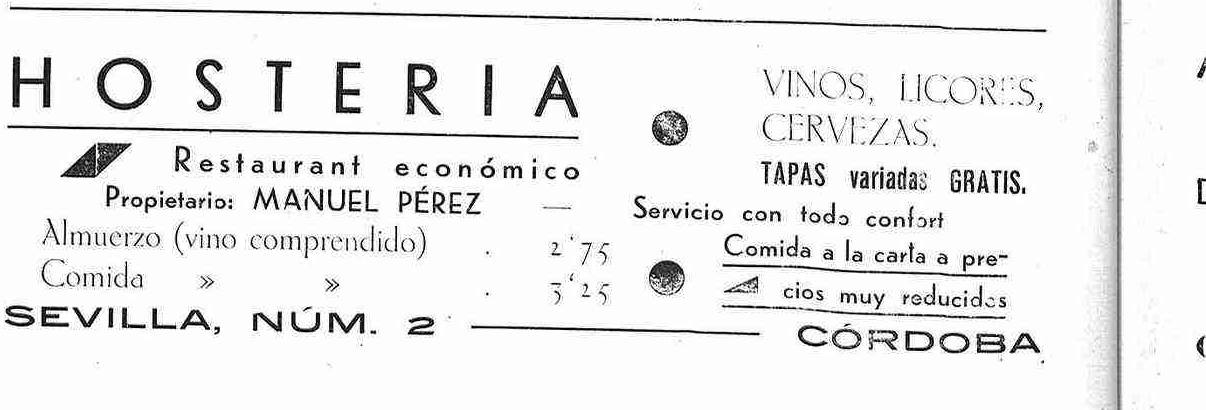 HOSTERIA
Restaurant económico
Propietario: MANUEL PÉREZ —
Almuerzo (vino comprendido) . 2'75
Comida » » . 3'25
VINOS, LICORES,
CERVEZAS.
TAPAS variadas GRATIS.
Servicio con todo confort
Comida a la carta a pre-
cios muy reducidos
SEVILLA, NÚM. 2 — CÓRDOBA